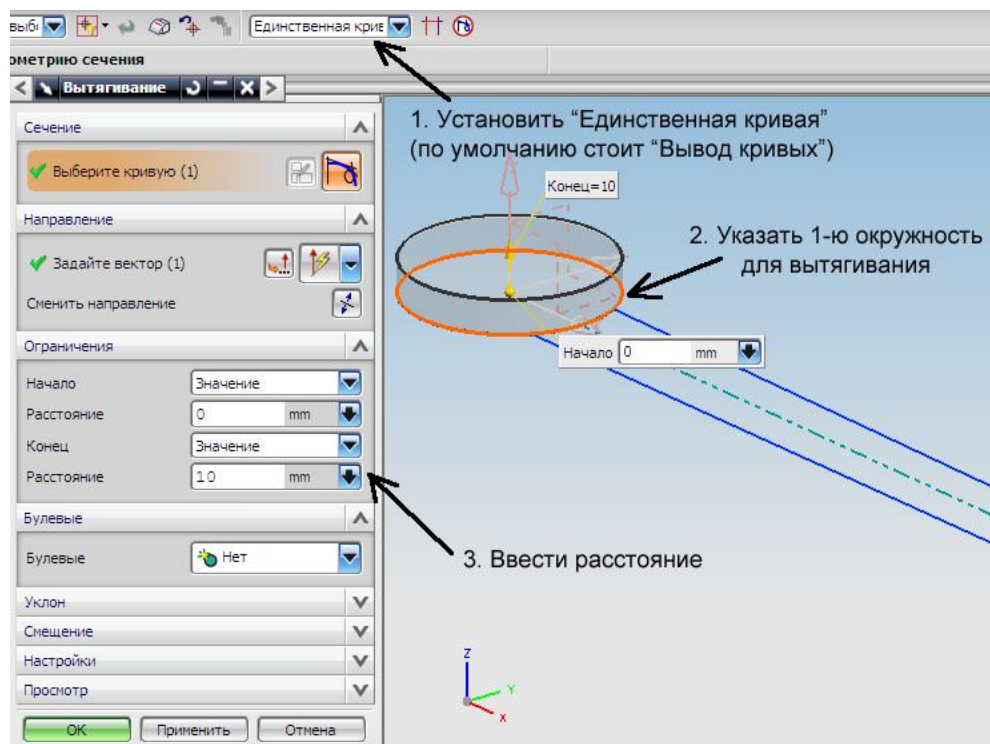 Единственная крив
ометрию сечения
Вытягивание
Сечение
Выберите кривую (1)
Направление
Задайте вектор (1)
Сменить направление
Ограничения
Начало Значение
Расстояние 0 mm
Конец Значение
Расстояние 10 mm
Булевые
Булевые Нет
Уклон
Смещение
Настройки
Просмотр
OK Применить Отмена
1. Установить “Единственная кривая”
(по умолчанию стоит “Вывод кривых”)
Конец=10
2. Указать 1-ю окружность
для вытягивания
Начало 0 mm
3. Ввести расстояние
Z
Y
X